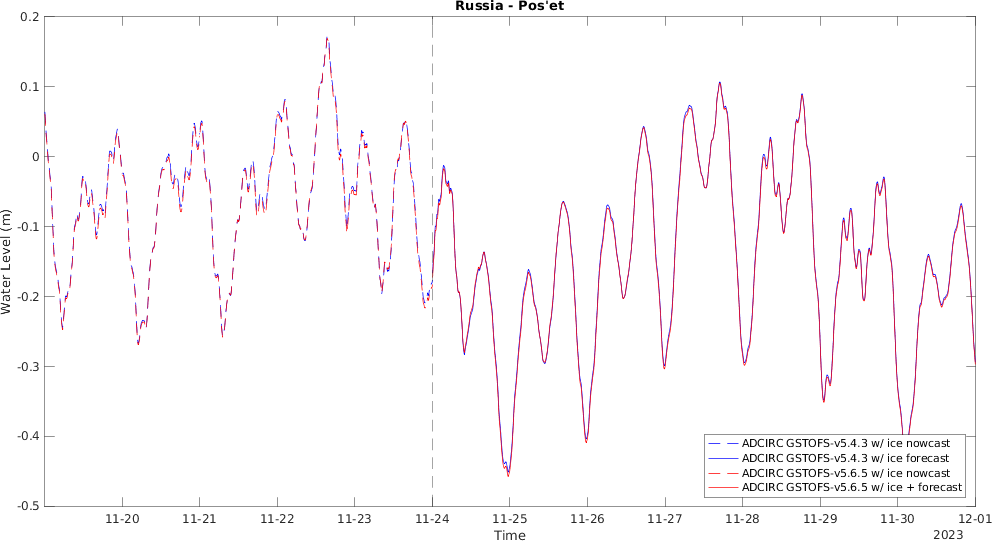 Russia - Pos'et
Water Level (m)
0.2
0.1
0
-0.1
-0.2
-0.3
-0.4
-0.5
ADCIRC GSTOFS-v5.4.3 w/ ice nowcast
ADCIRC GSTOFS-v5.4.3 w/ ice forecast
ADCIRC GSTOFS-v5.6.5 w/ ice nowcast
ADCIRC GSTOFS-v5.6.5 w/ ice + forecast
11-20 11-21 11-22 11-23 11-24 11-25 11-26 11-27 11-28 11-29 11-30 12-01
Time
2023